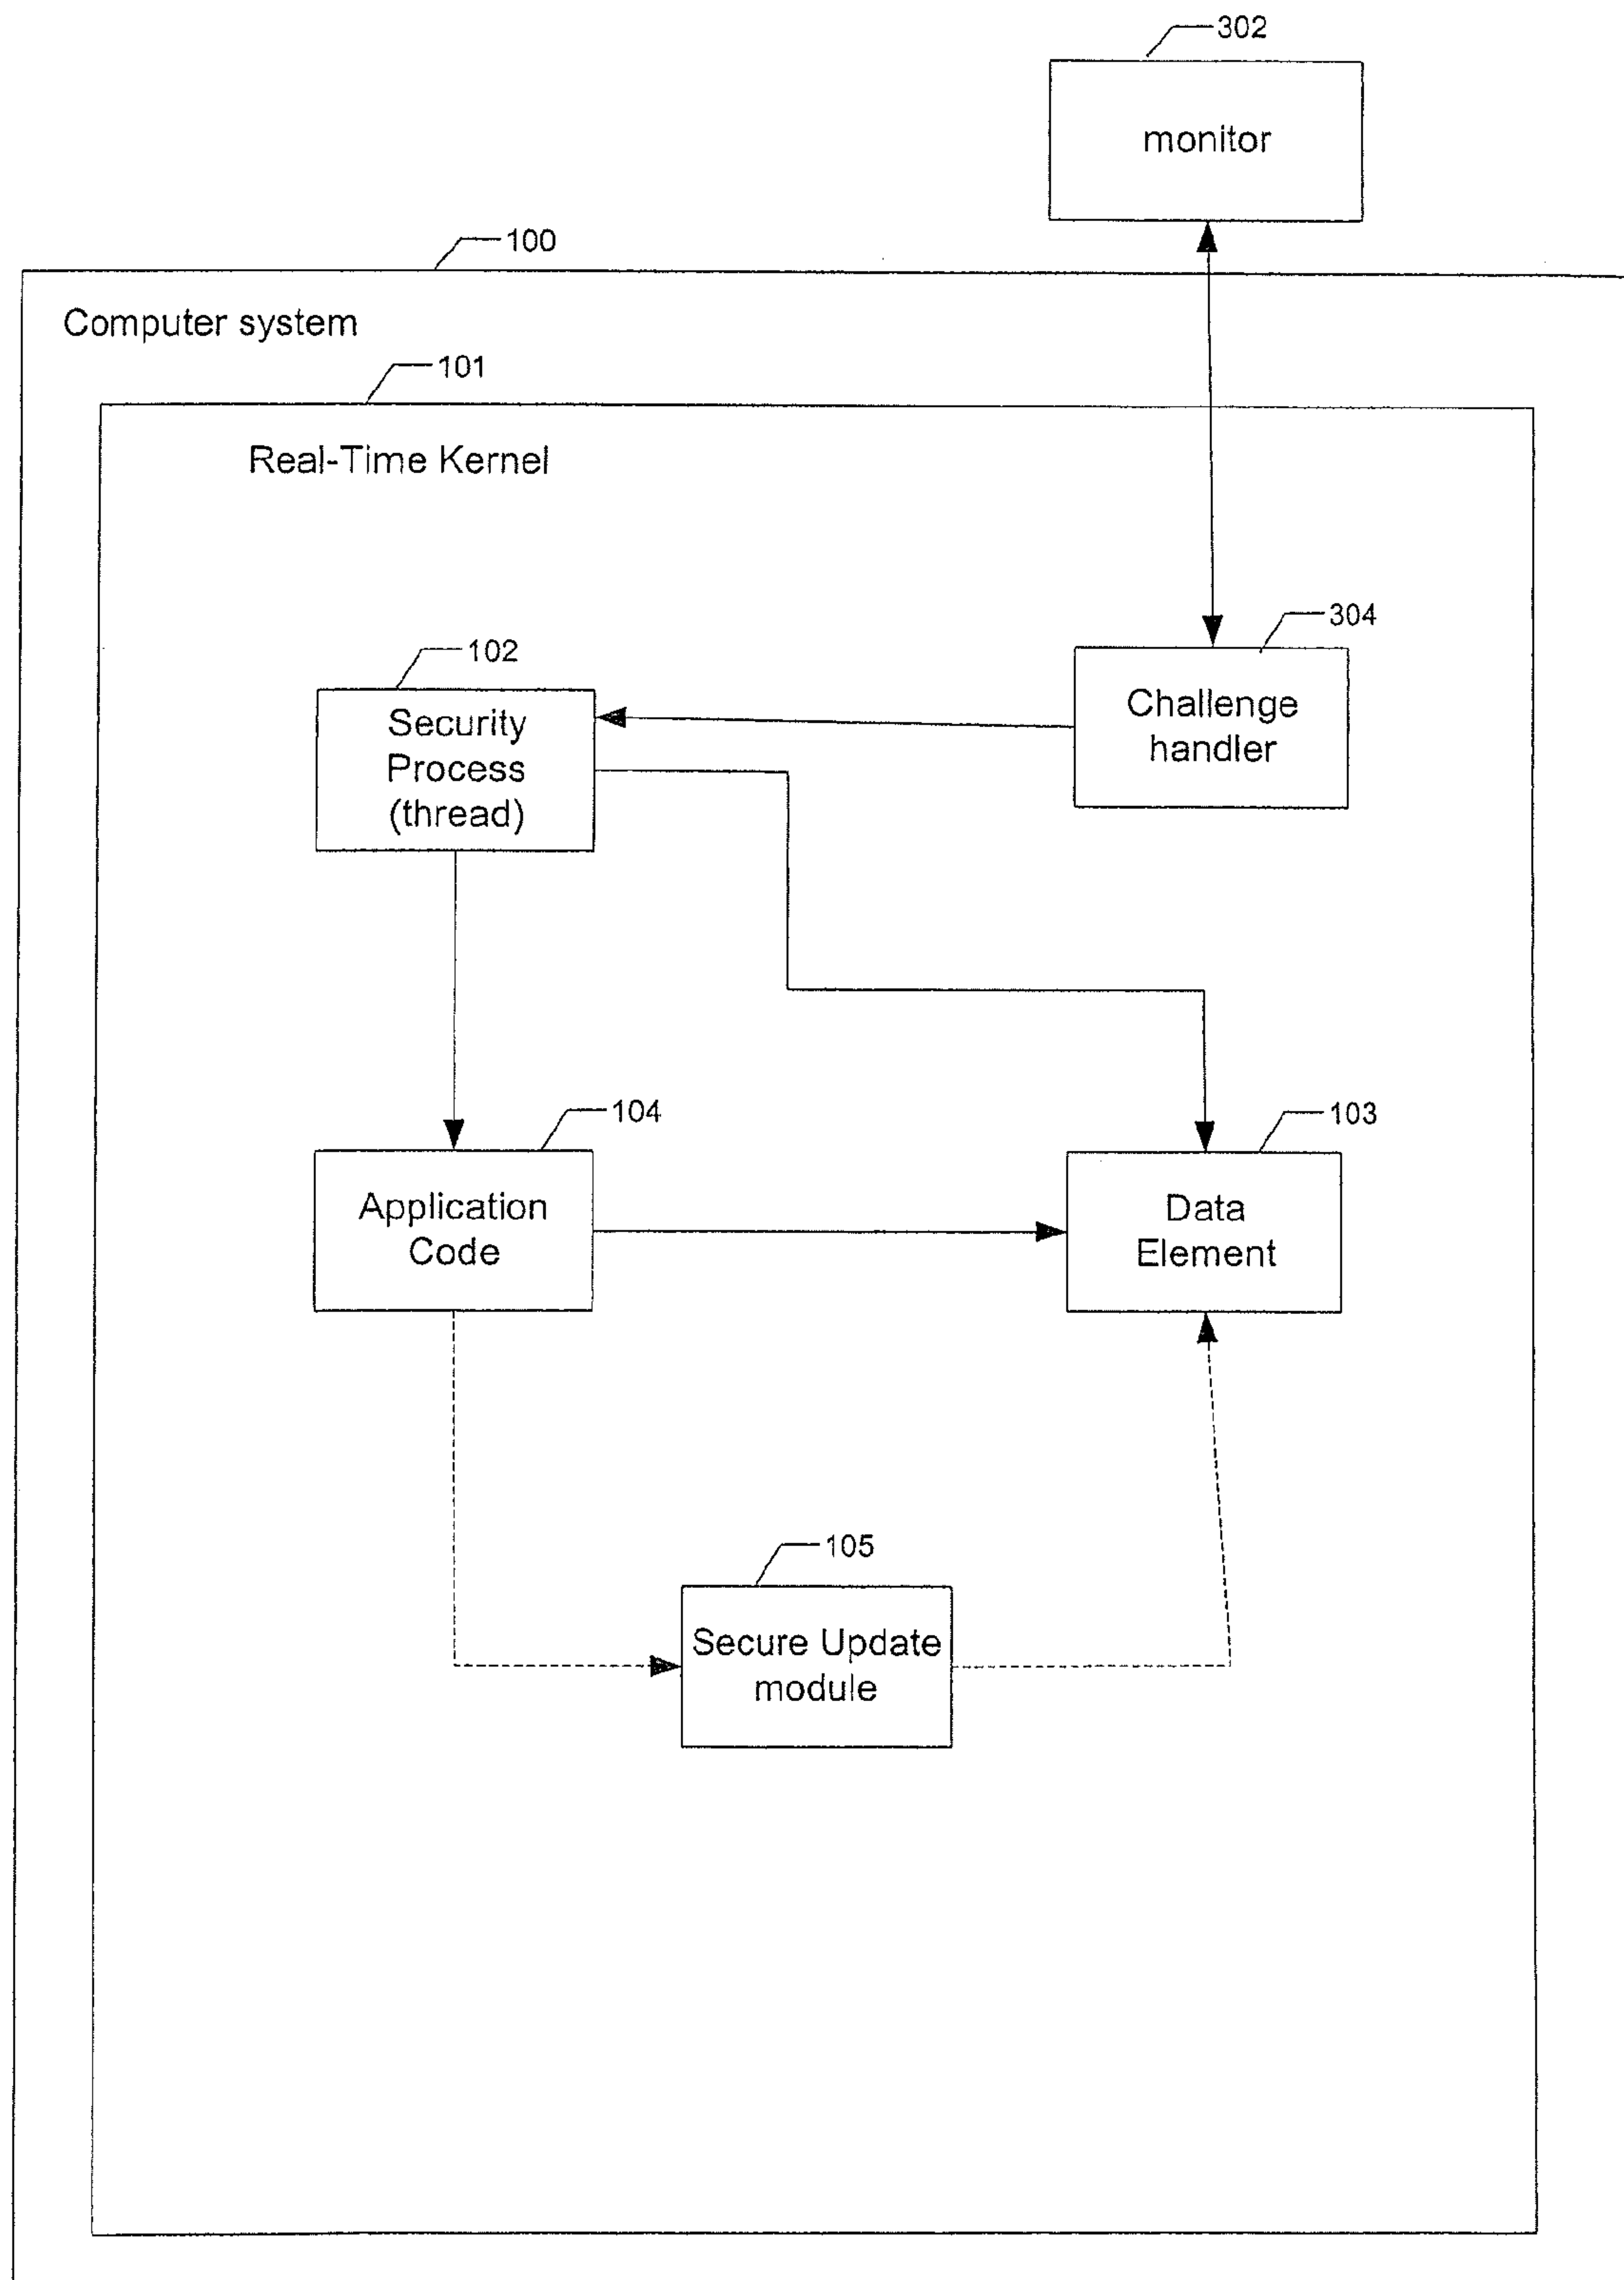 302
monitor
100
Computer system
101
Real-Time Kernel
304
102
Challenge
handler
Security
Process
(thread)
104
103
Application
Code
Data
Element
105
Secure Update
module